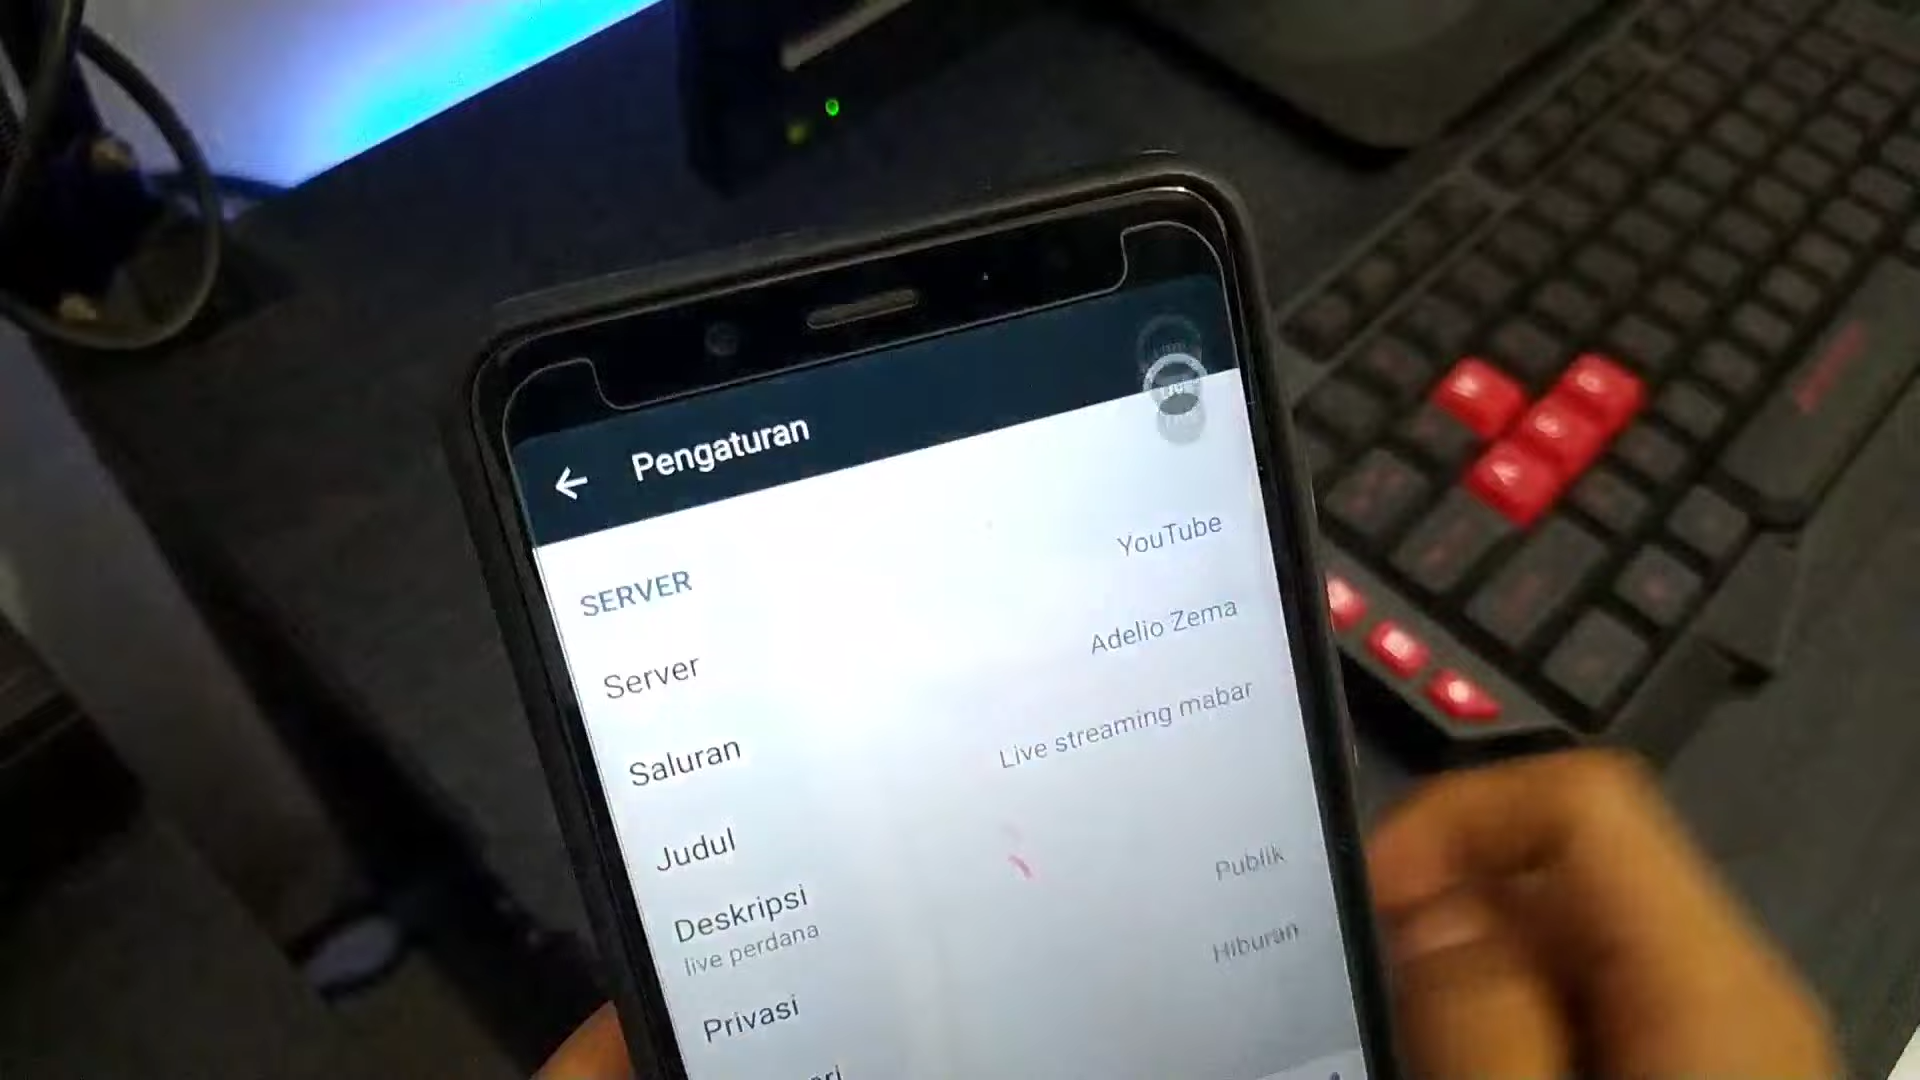 Pengaturan
SERVER
Server YouTube
Saluran Adelio Zema
Judul Live streaming mabar
Deskripsi
live perdana
Privasi Publik
Hiburan